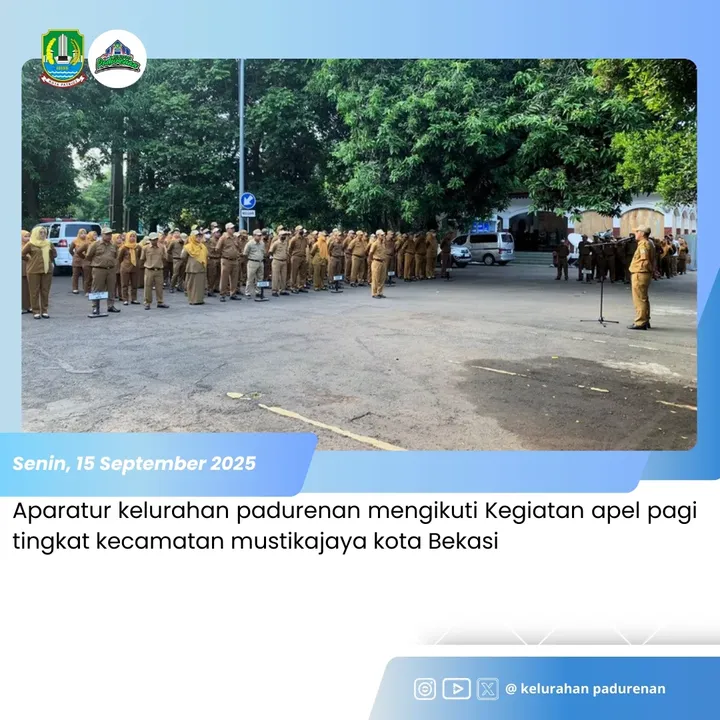 Senin, 15 September 2025
Aparatur kelurahan padurenan mengikuti Kegiatan apel pagi
tingkat kecamatan mustikajaya kota Bekasi
@ kelurahan padurenan